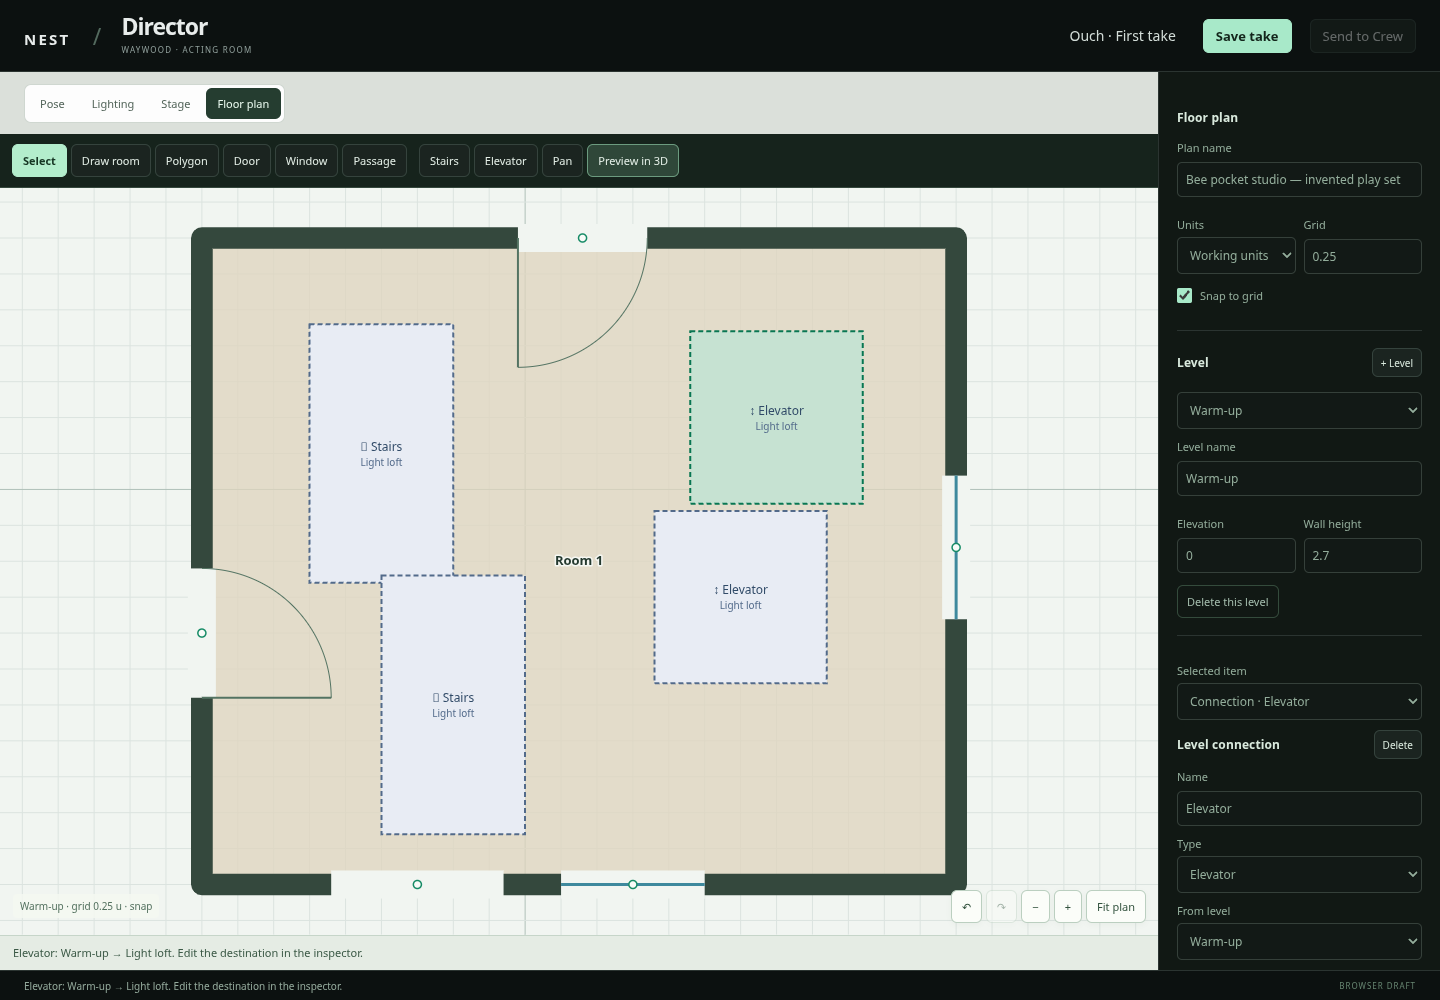 NEST / Director
WAYWOOD · ACTING ROOM
Ouch · First take
Save take
Send to Crew
Pose
Lighting
Stage
Floor plan
Select
Draw room
Polygon
Door
Window
Passage
Stairs
Elevator
Pan
Preview in 3D
Stairs
Light loft
↕ Elevator
Light loft
Room 1
↕ Elevator
Light loft
Stairs
Light loft
Warm-up · grid 0.25 u · snap
↶
↷
−
+
Fit plan
Elevator: Warm-up → Light loft. Edit the destination in the inspector.
Floor plan
Plan name
Bee pocket studio — invented play set
Units
Grid
Working units
0.25
Snap to grid
Level
+ Level
Warm-up
Level name
Warm-up
Elevation
Wall height
0
2.7
Delete this level
Selected item
Connection · Elevator
Level connection
Delete
Name
Elevator
Type
Elevator
From level
Warm-up
Elevator: Warm-up → Light loft. Edit the destination in the inspector.
BROWSER DRAFT